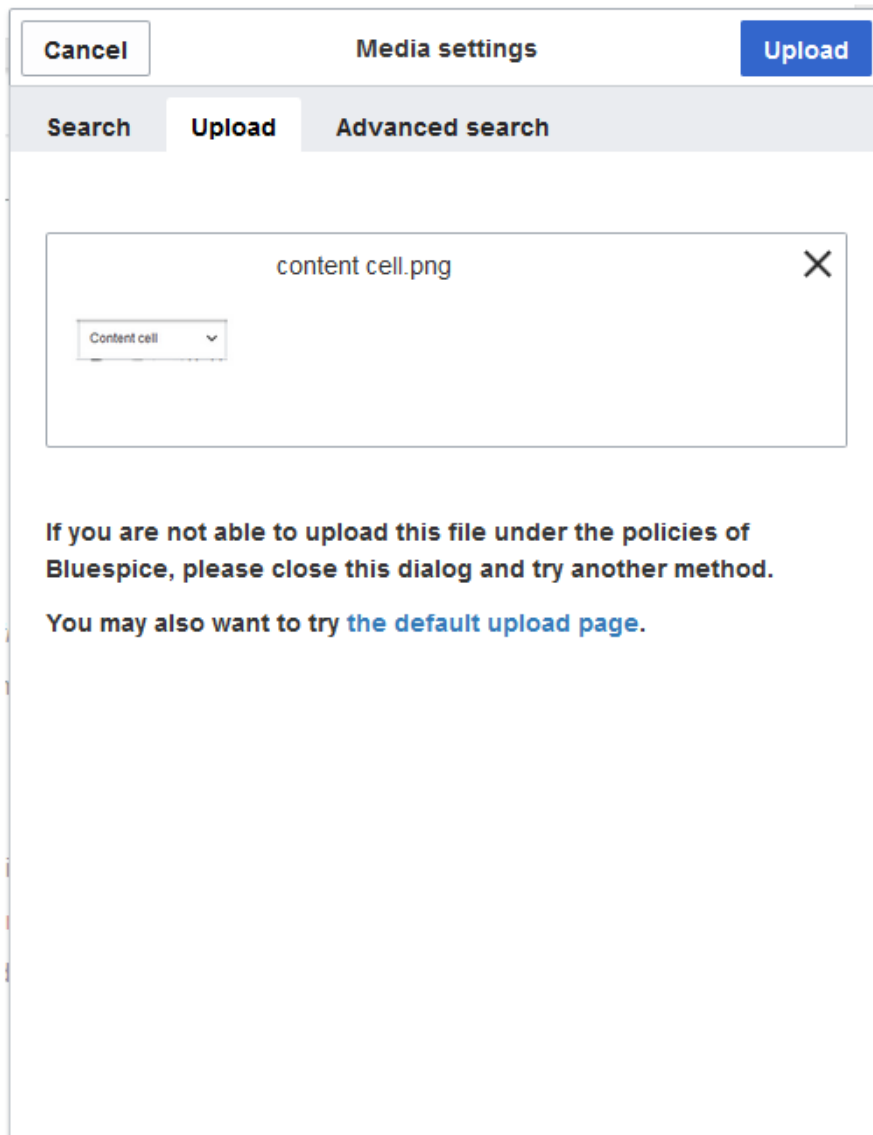 Cancel Media settings Upload
Search Upload Advanced search
content cell.png
Content cell
If you are not able to upload this file under the policies of
Bluespice, please close this dialog and try another method.
You may also want to try the default upload page.